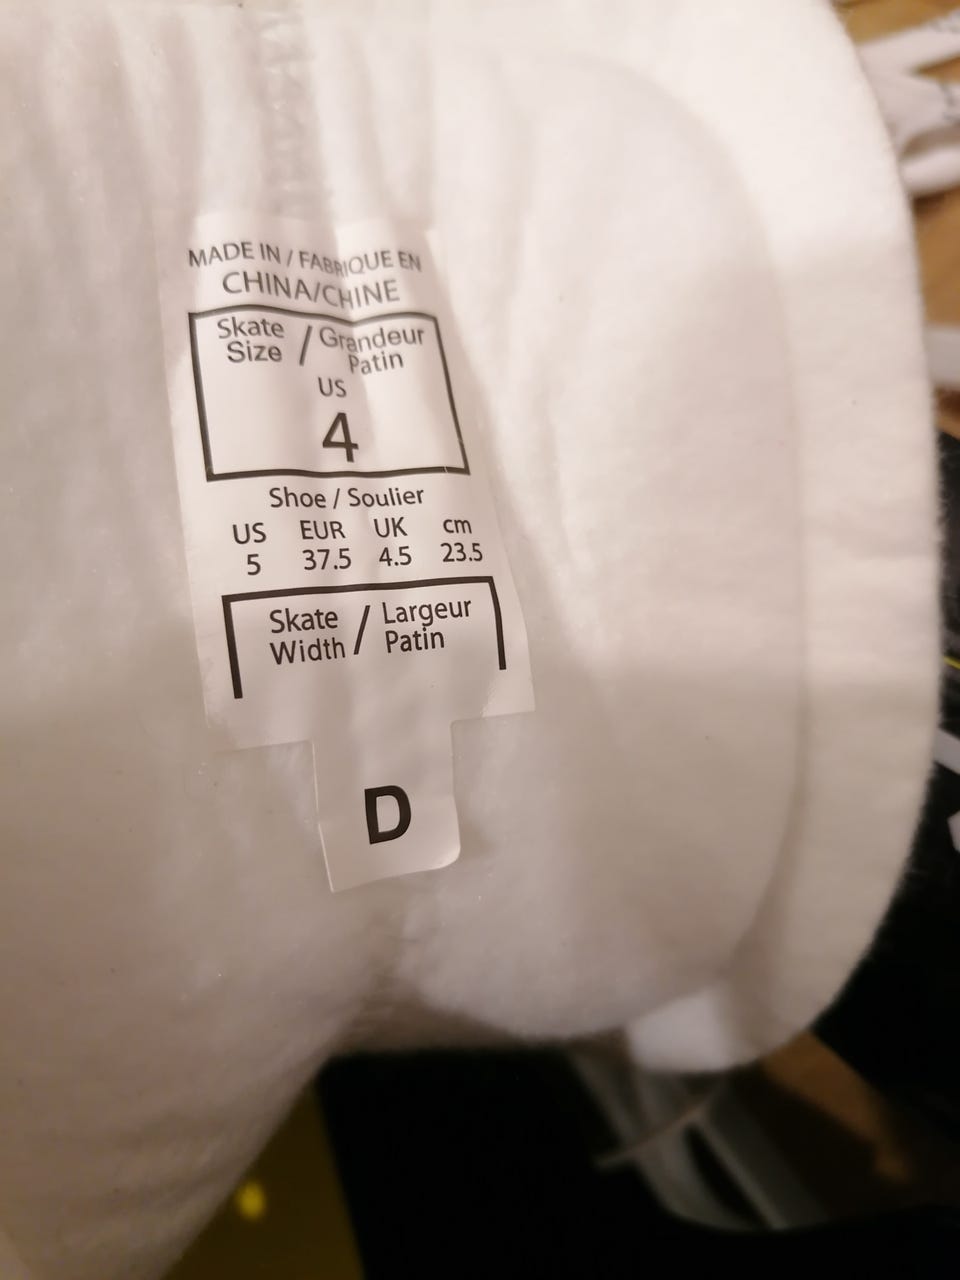 MADE IN / FABRIQUE EN
CHINA/CHINE
Skate Size / Grandeur Patin
US
4
Shoe / Soulier
US EUR UK cm
5 37.5 4.5 23.5
Skate Width / Largeur Patin
D